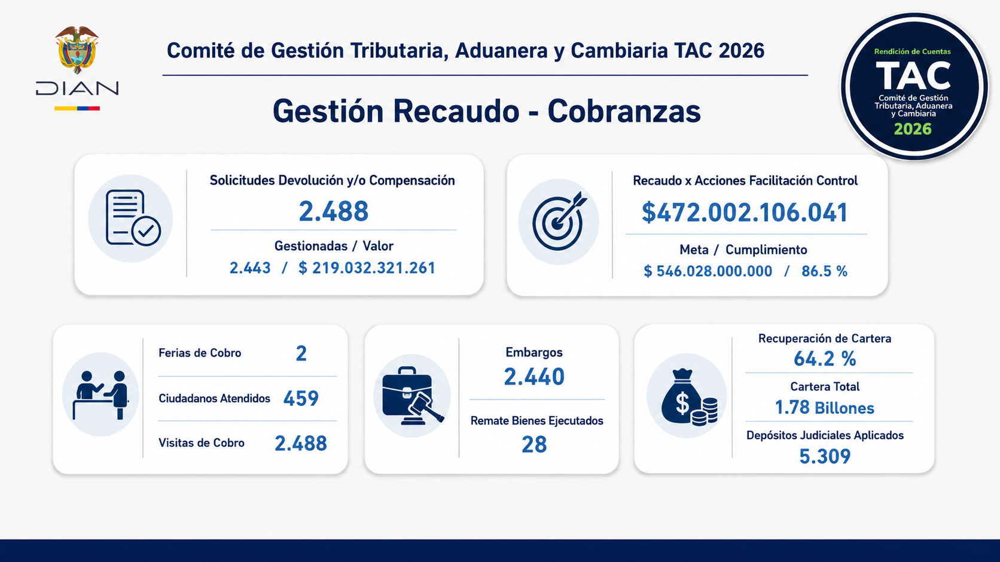 DIAN
Comité de Gestión Tributaria, Aduanera y Cambiaria TAC 2026
Gestión Recaudo - Cobranzas
Rendición de Cuentas
TAC
Comité de Gestión
Tributaria, Aduanera
y Cambiaria
2026
Solicitudes Devolución y/o Compensación
2.488
Gestionadas / Valor
2.443 / $ 219.032.321.261
Recaudo x Acciones Facilitación Control
$472.002.106.041
Meta / Cumplimiento
$ 546.028.000.000 / 86.5 %
Ferias de Cobro 2
Ciudadanos Atendidos 459
Visitas de Cobro 2.488
Embargos
2.440
Remate Bienes Ejecutados
28
Recuperación de Cartera
64.2 %
Cartera Total
1.78 Billones
Depósitos Judiciales Aplicados
5.309